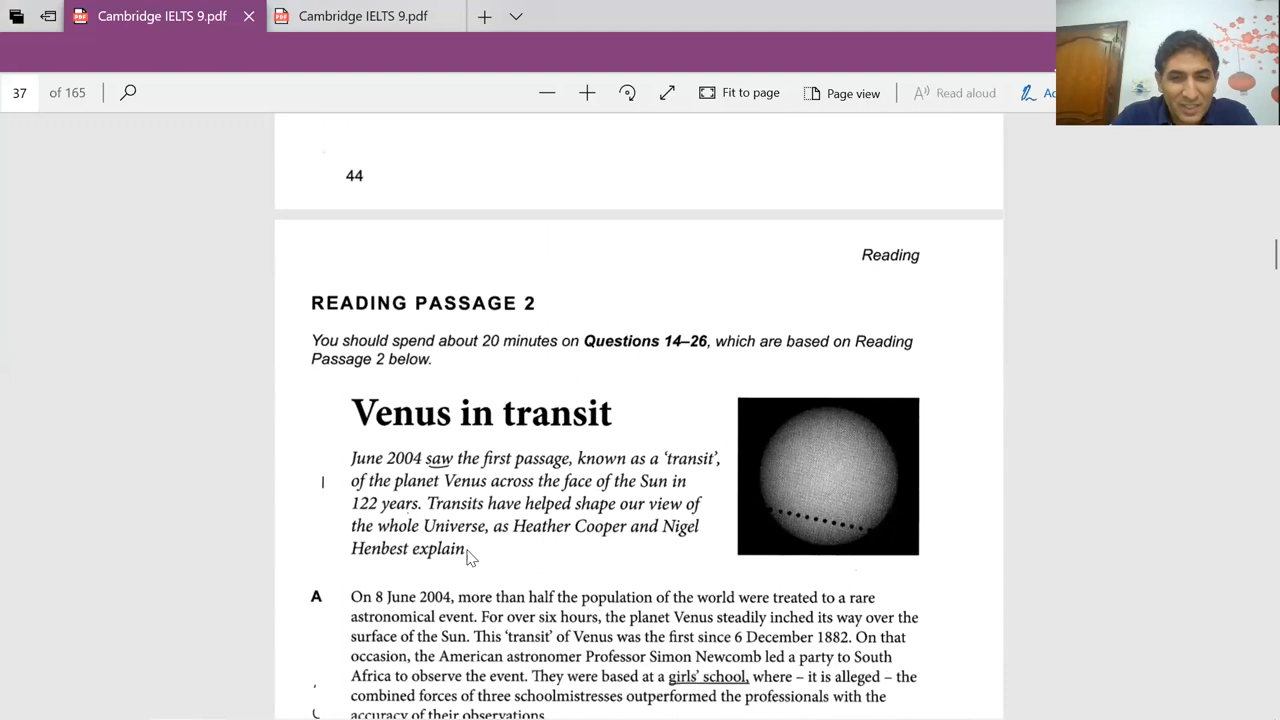 Cambridge IELTS 9.pdf
Cambridge IELTS 9.pdf
37 of 165
Fit to page
Page view
Read aloud
44
Reading
READING PASSAGE 2
You should spend about 20 minutes on Questions 14–26, which are based on Reading
Passage 2 below.
Venus in transit
June 2004 saw the first passage, known as a ‘transit’,
of the planet Venus across the face of the Sun in
122 years. Transits have helped shape our view of
the whole Universe, as Heather Cooper and Nigel
Henbest explain
A On 8 June 2004, more than half the population of the world were treated to a rare
astronomical event. For over six hours, the planet Venus steadily inched its way over the
surface of the Sun. This ‘transit’ of Venus was the first since 6 December 1882. On that
occasion, the American astronomer Professor Simon Newcomb led a party to South
Africa to observe the event. They were based at a girls’ school, where – it is alleged – the
combined forces of three schoolmistresses outperformed the professionals with the
accuracy of their observations.